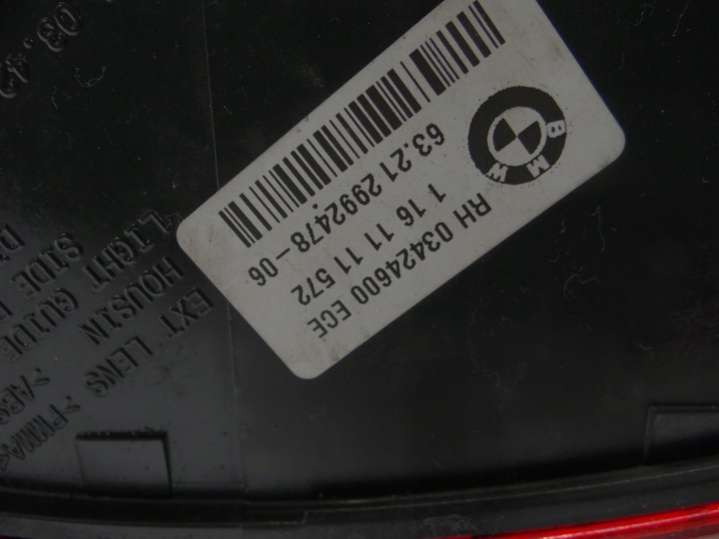 BMW
63.21 2992478-06
RH 03424600 ECE
1 16 11 11 572
EXT LENS >PMMA<
HOUSIN
LIGHT GUIDE
SIDE